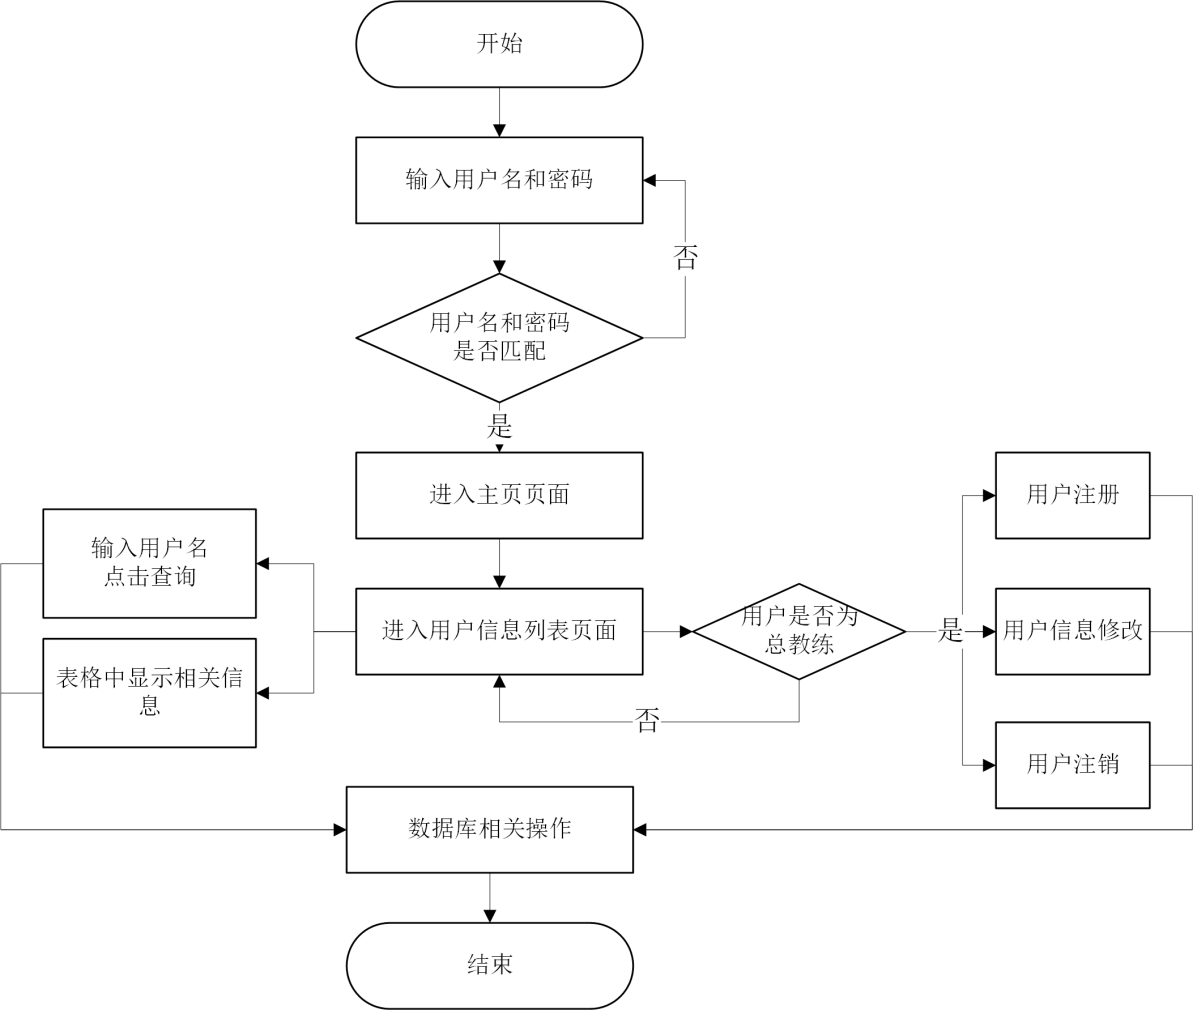 开始
输入用户名和密码
否
用户名和密码
是否匹配
是
进入主页页面
用户注册
输入用户名
点击查询
进入用户信息列表页面
用户是否为
总教练
是
用户信息修改
表格中显示相关信
息
否
用户注销
数据库相关操作
结束